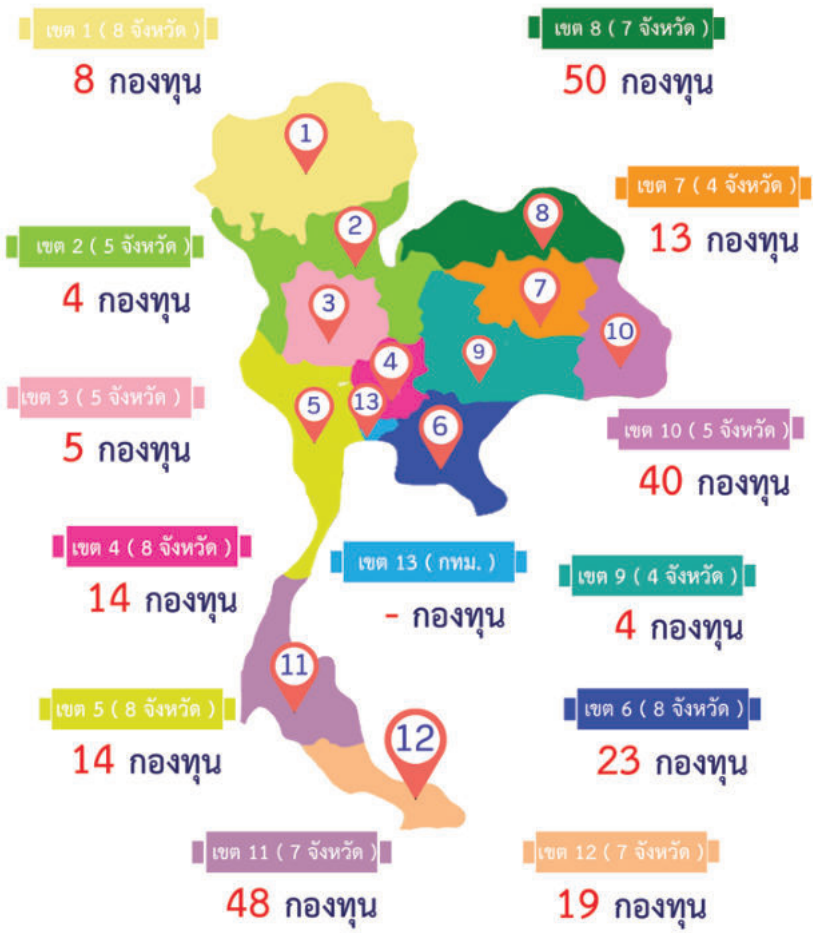 เขต 1 ( 8 จังหวัด )
8 กองทุน
เขต 8 ( 7 จังหวัด )
50 กองทุน
1
เขต 7 ( 4 จังหวัด )
13 กองทุน
8
2
เขต 2 ( 5 จังหวัด )
4 กองทุน
7
3
10
9
4
เขต 3 ( 5 จังหวัด )
5 กองทุน
5
13
6
เขต 10 ( 5 จังหวัด )
40 กองทุน
เขต 4 ( 8 จังหวัด )
14 กองทุน
เขต 13 ( กทม. )
- กองทุน
เขต 9 ( 4 จังหวัด )
4 กองทุน
11
เขต 5 ( 8 จังหวัด )
14 กองทุน
12
เขต 6 ( 8 จังหวัด )
23 กองทุน
เขต 11 ( 7 จังหวัด )
48 กองทุน
เขต 12 ( 7 จังหวัด )
19 กองทุน